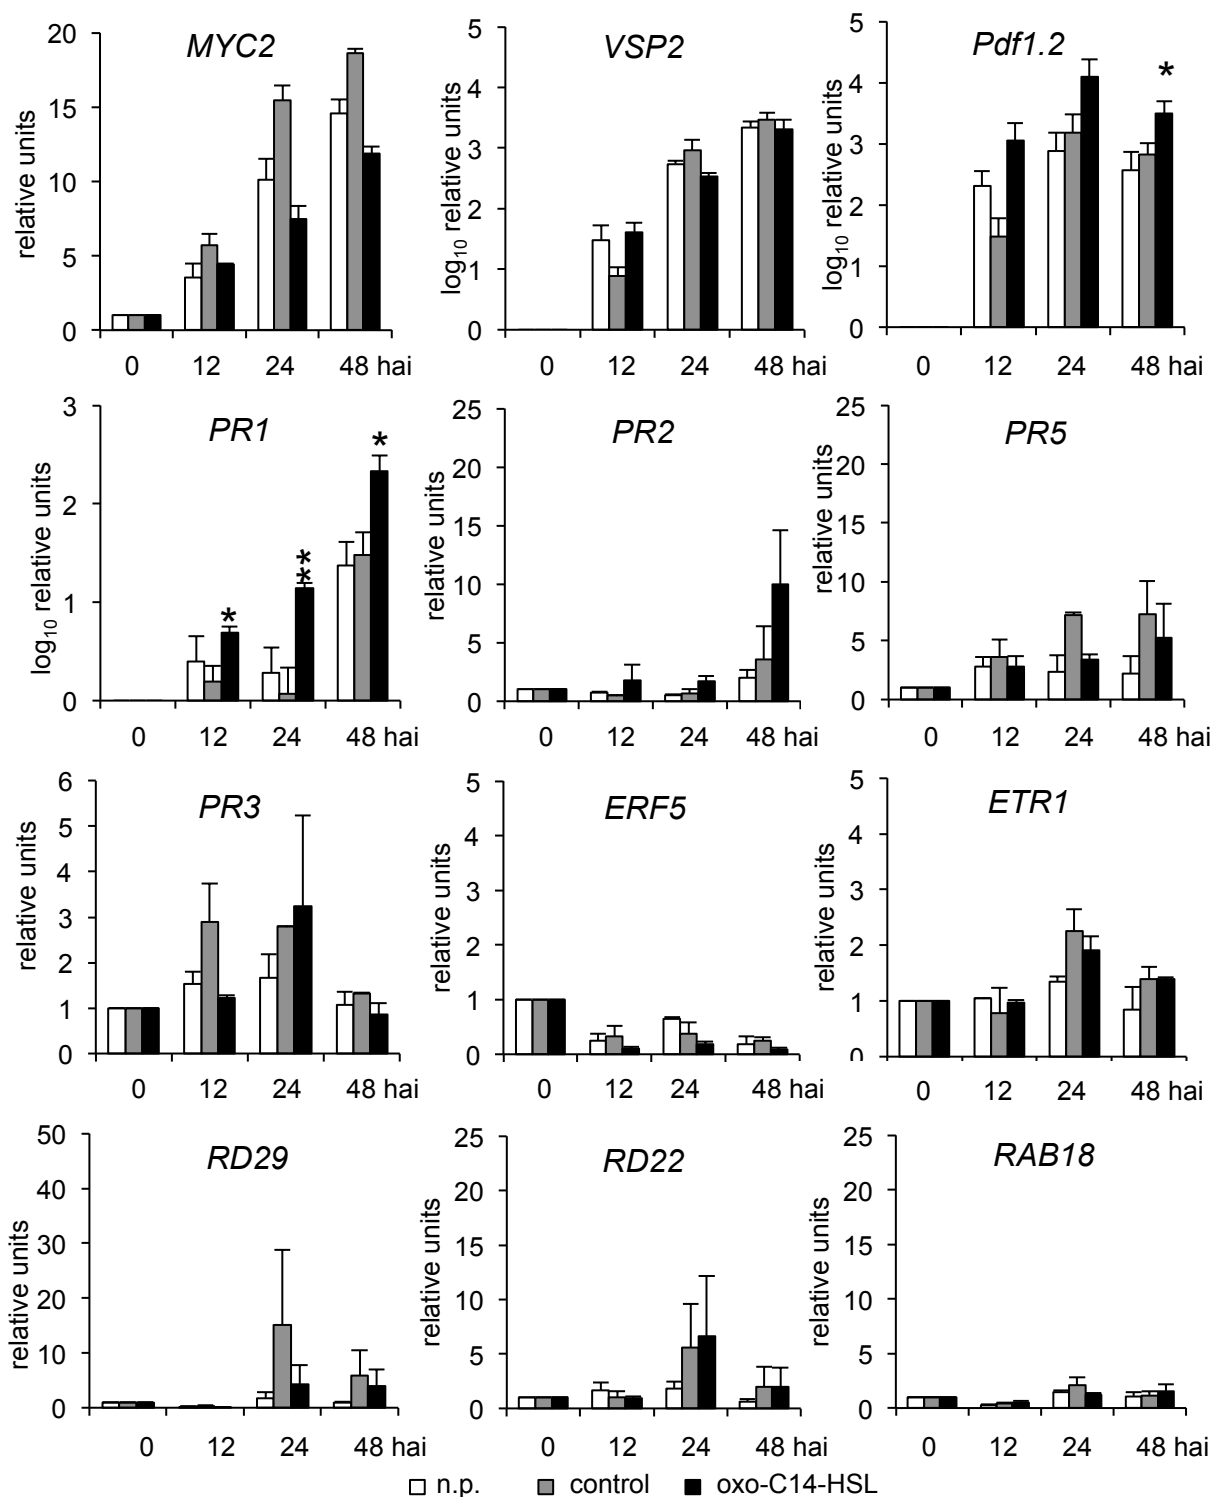 MYC2
relative units
20
15
10
5
0
0 12 24 48 hai
VSP2
log10 relative units
5
4
3
2
1
0
0 12 24 48 hai
Pdf1.2
log10 relative units
5
4
3
2
1
0
*
0 12 24 48 hai
PR1
log10 relative units
3
2
1
0
* ** *
0 12 24 48 hai
PR2
relative units
25
20
15
10
5
0
0 12 24 48 hai
PR5
relative units
25
20
15
10
5
0
0 12 24 48 hai
PR3
relative units
6
5
4
3
2
1
0
0 12 24 48 hai
ERF5
relative units
5
4
3
2
1
0
0 12 24 48 hai
ETR1
relative units
5
4
3
2
1
0
0 12 24 48 hai
RD29
relative units
50
40
30
20
10
0
0 12 24 48 hai
RD22
relative units
25
20
15
10
5
0
0 12 24 48 hai
RAB18
relative units
25
20
15
10
5
0
0 12 24 48 hai
n.p. control oxo-C14-HSL